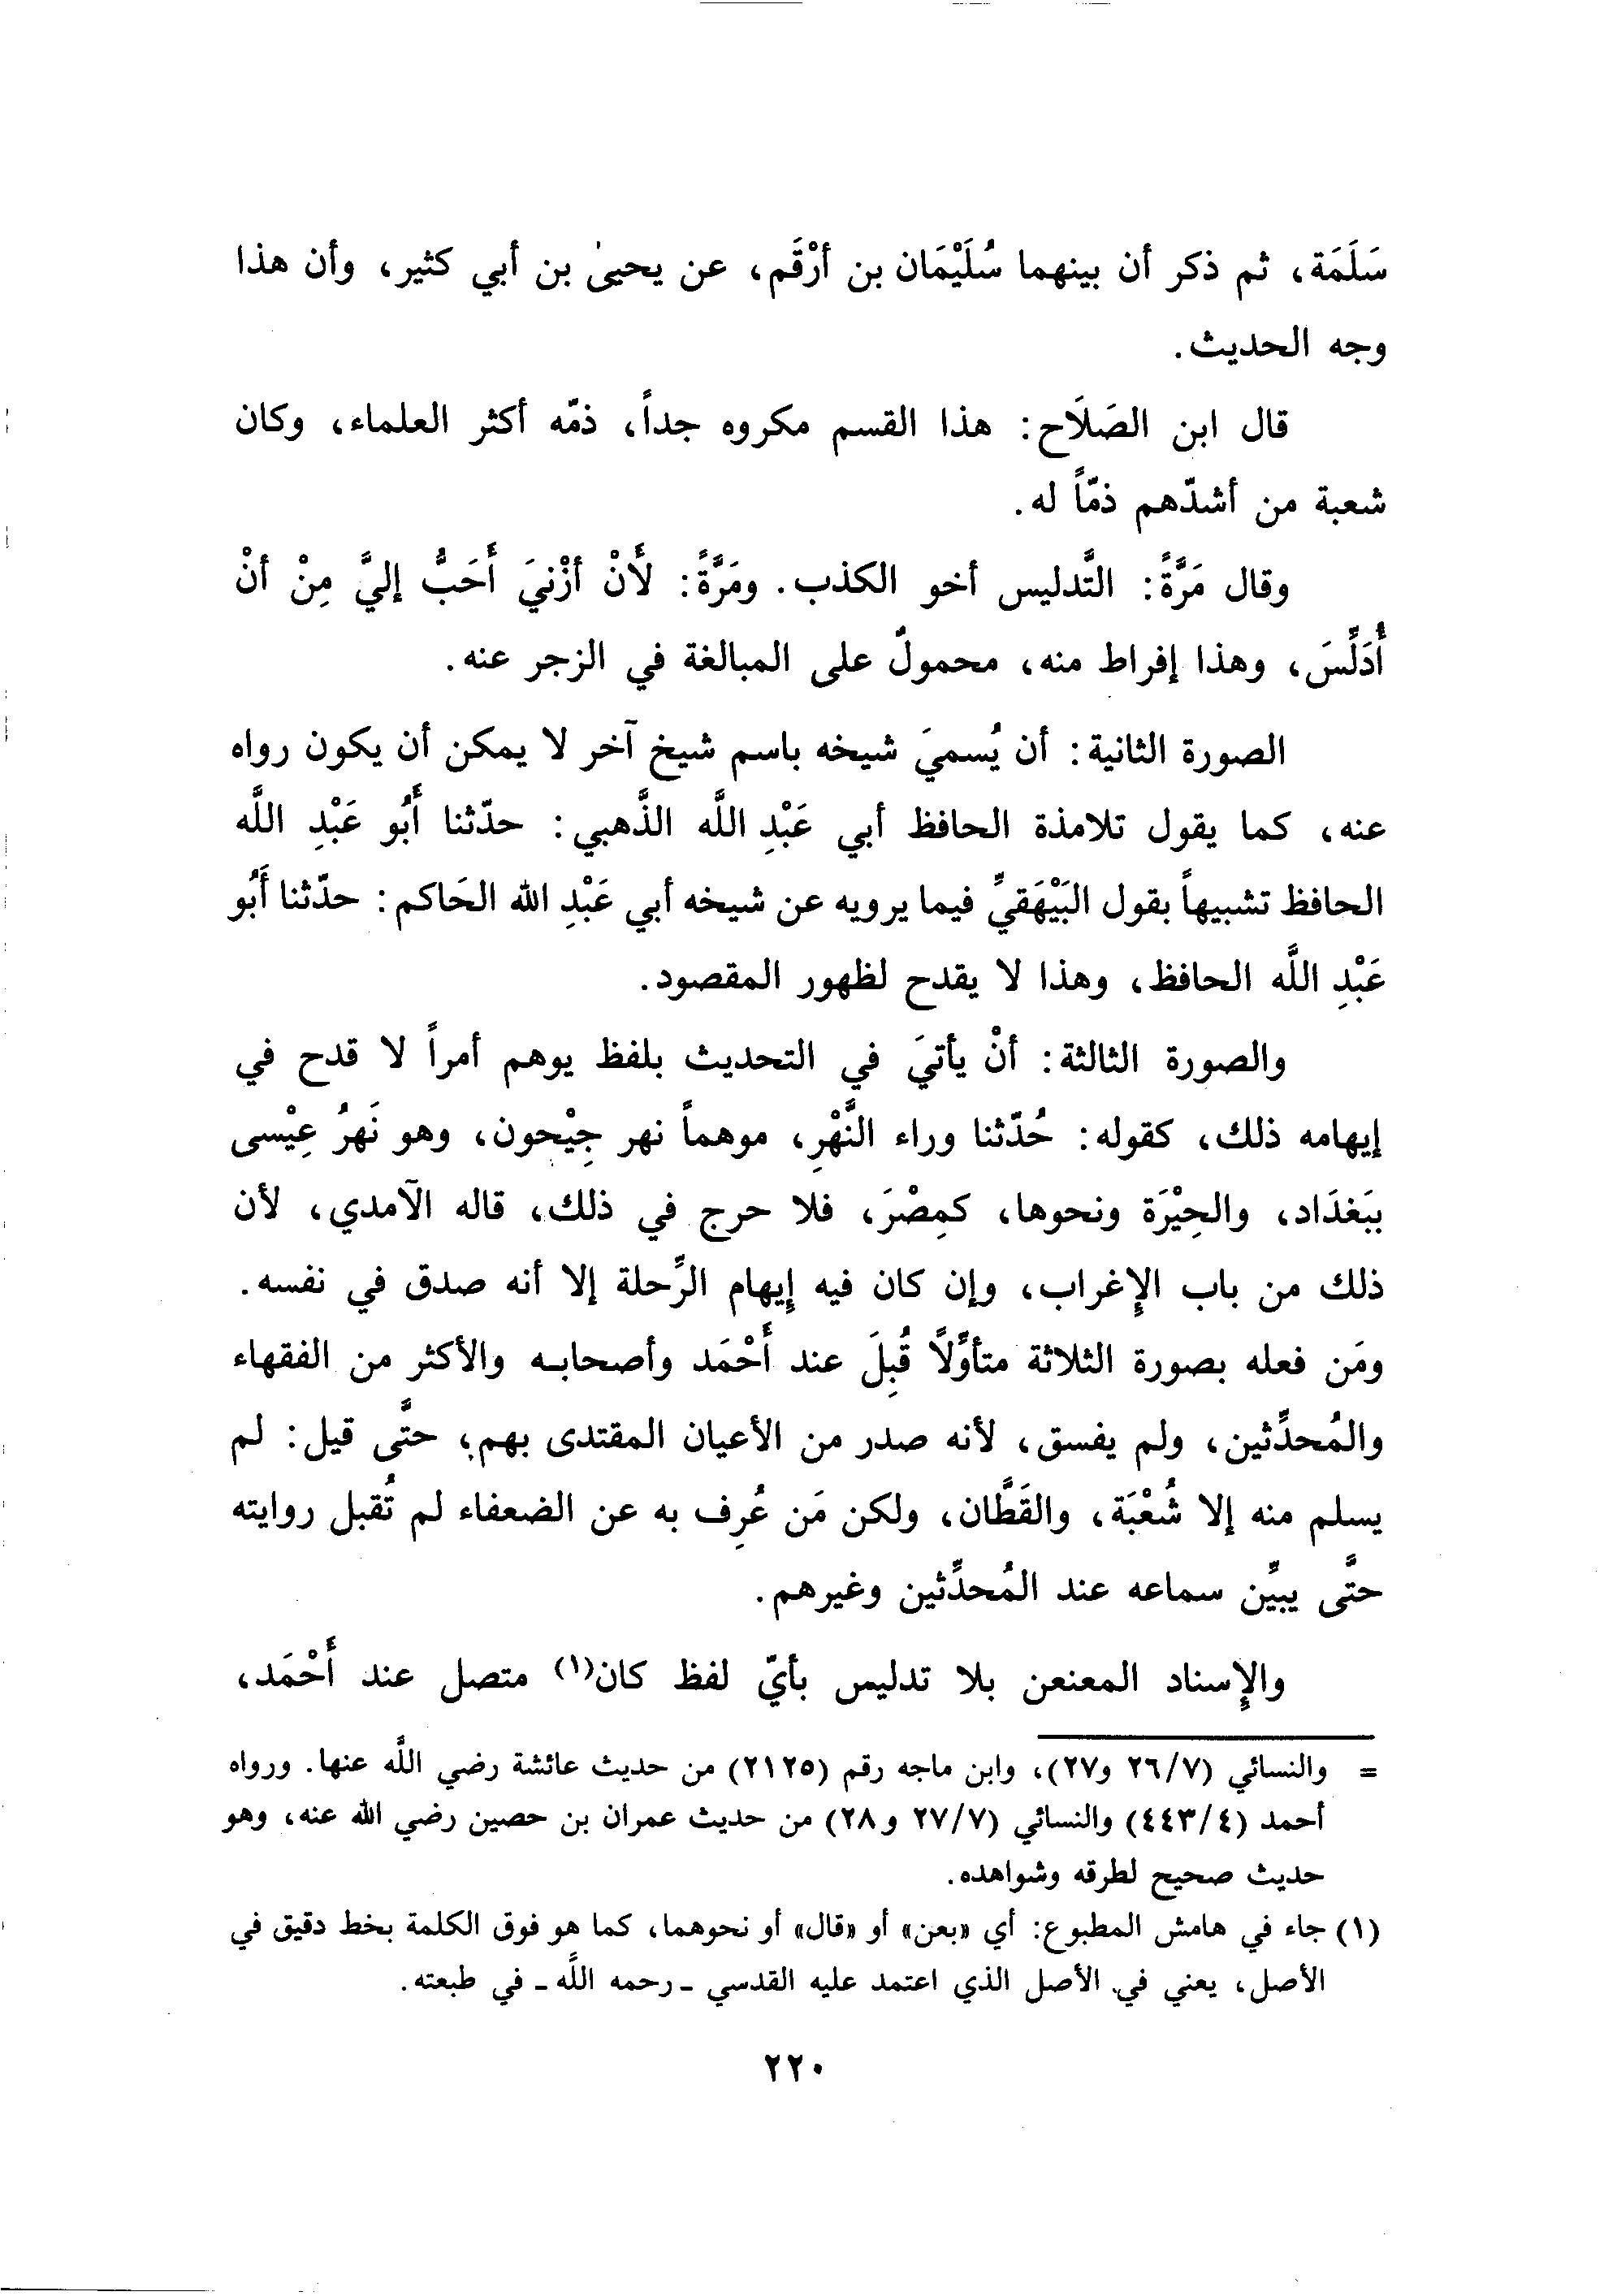 سَلَمَة، ثم ذكر أن بينهما سُلَيْمَان بن أرْقَم، عن يحيىٰ بن أبي كثير، وأن هذا
وجه الحديث.
قال ابن الصَلَاح: هذا القسم مكروه جداً، ذمّه أكثر العلماء، وكان
شعبة من أشدّهم ذمّاً له.
وقال مَرَّةً: التَّدليس أخو الكذب. ومَرَّةً: لَأَنْ أزْنيَ أَحَبُّ إليَّ مِنْ أنْ
أُدَلِّسَ، وهذا إفراط منه، محمولٌ على المبالغة في الزجر عنه.
الصورة الثانية: أن يُسميَ شيخه باسم شيخ آخر لا يمكن أن يكون رواه
عنه، كما يقول تلامذة الحافظ أبي عَبْدِ اللَّه الذَّهبي: حدّثنا أَبُو عَبْدِ اللَّه
الحافظ تشبيهاً بقول البَيْهَقيِّ فيما يرويه عن شيخه أبي عَبْدِ الله الحَاكم: حدّثنا أَبُو
عَبْدِ اللَّه الحافظ، وهذا لا يقدح لظهور المقصود.
والصورة الثالثة: أنْ يأتيَ في التحديث بلفظ يوهم أمراً لا قدح في
إيهامه ذلك، كقوله: حُدّثنا وراء النَّهْرِ، موهماً نهر جِيْحون، وهو نَهرُ عِيْسى
ببَغدَاد، والحِيْرَة ونحوها، كمِصْرَ، فلا حرج في ذلك، قاله الآمدي، لأن
ذلك من باب الإِغراب، وإن كان فيه إيهام الرِّحلة إلا أنه صدق في نفسه.
ومَن فعله بصورة الثلاثة متأوِّلاً قُبِلَ عند أَحْمَد وأصحابه والأكثر من الفقهاء
والمُحدِّثين، ولم يفسق، لأنه صدر من الأعيان المقتدى بهم؛ حتَّى قيل: لم
يسلم منه إلا شُعْبَة، والقَطَّان، ولكن مَن عُرِف به عن الضعفاء لم تُقبل روايته
حتَّى يبيِّن سماعه عند المُحدِّثين وغيرهم.
والإِسناد المعنعن بلا تدليس بأيّ لفظ كان(١) متصل عند أَحْمَد،
= والنسائي (٢٦/٧ و٢٧)، وابن ماجه رقم (٢١٢٥) من حديث عائشة رضي اللَّه عنها. ورواه
أحمد (٤٤٣/٤) والنسائي (٢٧/٧ و٢٨) من حديث عمران بن حصين رضي الله عنه، وهو
حديث صحيح لطرقه وشواهده.
(١) جاء في هامش المطبوع: أي «بعن» أو «قال» أو نحوهما، كما هو فوق الكلمة بخط دقيق في
الأصل، يعني في الأصل الذي اعتمد عليه القدسي ـ رحمه اللَّه ـ في طبعته.
٢٢٠